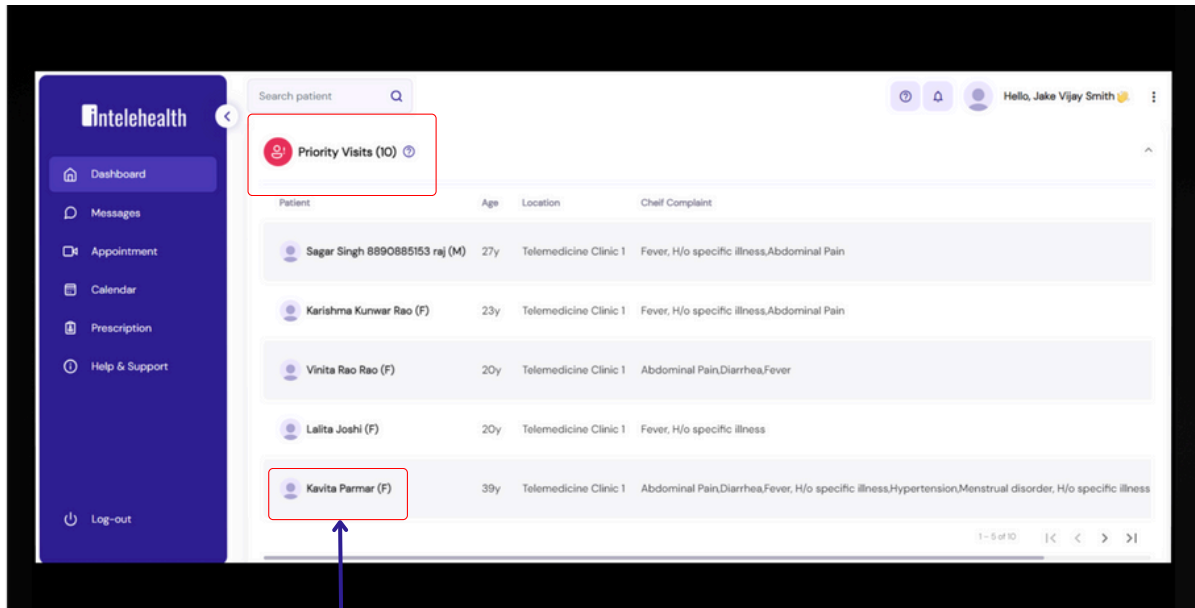 Search patient
Hello, Jake Vijay Smith
intelehealth
Priority Visits (10)
Dashboard
Messages
Appointment
Calendar
Prescription
Help & Support
Log-out
Patient Age Location Cheif Complaint
Sagar Singh 8890885153 raj (M) 27y Telemedicine Clinic 1 Fever, H/o specific illness,Abdominal Pain
Karishma Kunwar Rao (F) 23y Telemedicine Clinic 1 Fever, H/o specific illness,Abdominal Pain
Vinita Rao Rao (F) 20y Telemedicine Clinic 1 Abdominal Pain,Diarrhea,Fever
Lalita Joshi (F) 20y Telemedicine Clinic 1 Fever, H/o specific illness
Kavita Parmar (F) 39y Telemedicine Clinic 1 Abdominal Pain,Diarrhea,Fever, H/o specific illness,Hypertension,Menstrual disorder, H/o specific illness
1 – 5 of 10